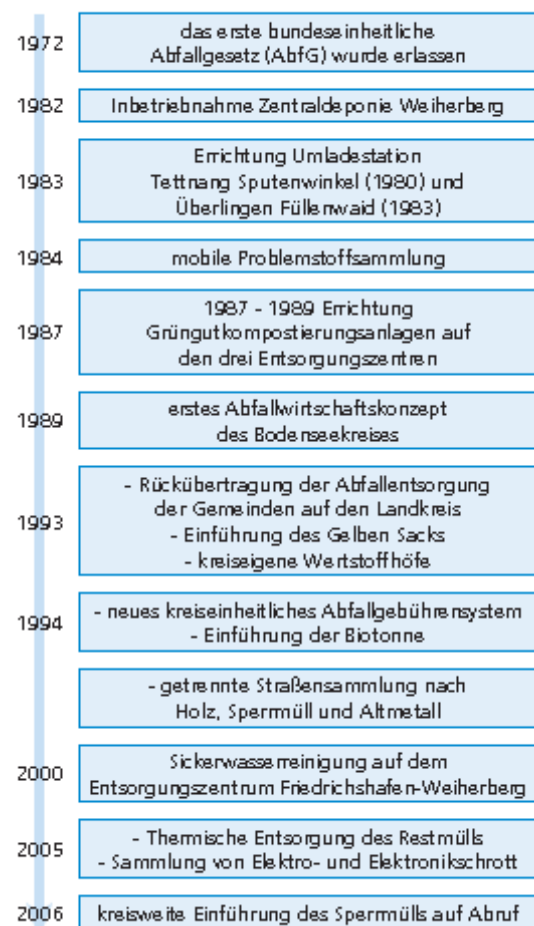 1972
das erste bundeseinheitliche
Abfallgesetz (AbfG) wurde erlassen
1982
Inbetriebnahme Zentraldeponie Weiherberg
1983
Errichtung Umladestation
Tettnang Sputenwinkel (1980) und
Überlingen Füllenwaid (1983)
1984
mobile Problemstoffsammlung
1987
1987 - 1989 Errichtung
Grüngutkompostierungsanlagen auf
den drei Entsorgungszentren
1989
erstes Abfallwirtschaftskonzept
des Bodenseekreises
1993
- Rückübertragung der Abfallentsorgung
der Gemeinden auf den Landkreis
- Einführung des Gelben Sacks
- kreiseigene Wertstoffhöfe
1994
- neues kreiseinheitliches Abfallgebührensystem
- Einführung der Biotonne
- getrennte Straßensammlung nach
Holz, Sperrmüll und Altmetall
2000
Sickerwasserreinigung auf dem
Entsorgungszentrum Friedrichshafen-Weiherberg
2005
- Thermische Entsorgung des Restmülls
- Sammlung von Elektro- und Elektronikschrott
2006
kreisweite Einführung des Sperrmülls auf Abruf